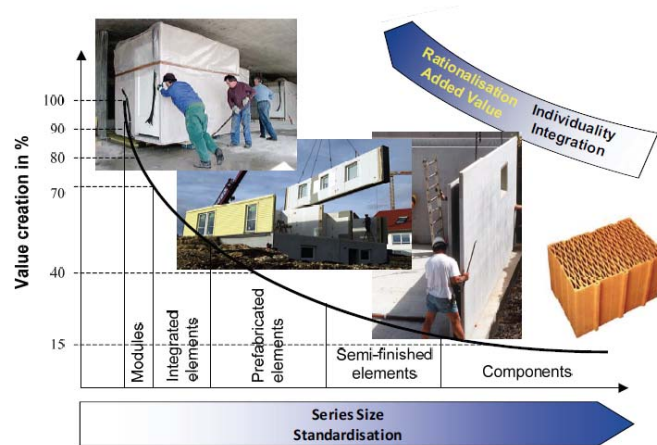 Rationalisation
Added Value
Individuality
Integration
Value creation in %
100
90
80
70
40
15
Modules
Integrated
elements
Prefabricated
elements
Semi-finished
elements
Components
Series Size
Standardisation